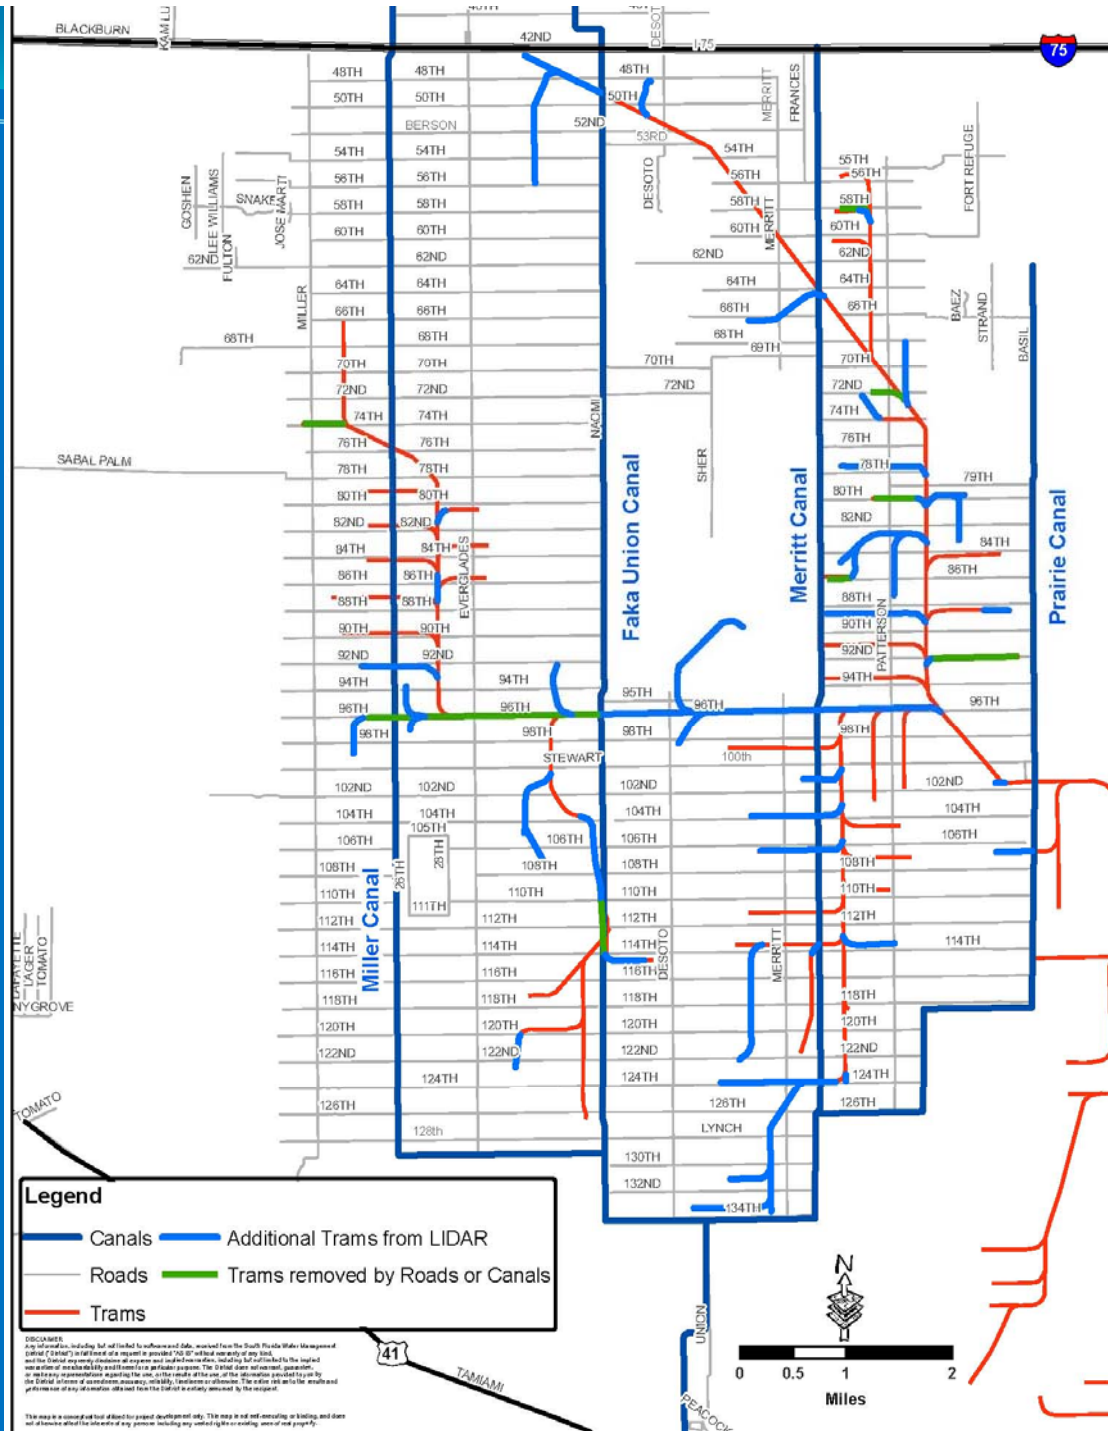 40TH
BLACKBURN
KAMILU
42ND
DESOTO
I-75
75
48TH
48TH
48TH
50TH
50TH
50TH
MERRITT
FRANCES
BERSON
52ND
53RD
54TH
54TH
54TH
55TH
56TH
56TH
56TH
56TH
GOSHEN
LEE WILLIAMS
SNAKE
JOSE MARTI
58TH
58TH
DESOTO
58TH
58TH
FORT REFUGE
60TH
60TH
60TH
MERRITT
60TH
62ND
FULTON
62ND
62ND
62ND
64TH
64TH
64TH
64TH
MILLER
66TH
66TH
66TH
66TH
BAEZ
STRAND
BASIL
68TH
68TH
68TH
69TH
70TH
70TH
70TH
70TH
72ND
72ND
72ND
72ND
74TH
74TH
NAOMI
74TH
76TH
76TH
76TH
SABAL PALM
78TH
78TH
SHER
78TH
79TH
80TH
80TH
80TH
82ND
82ND
82ND
84TH
84TH
84TH
86TH
86TH
EVERGLADES
86TH
88TH
88TH
88TH
90TH
90TH
90TH
PATTERSON
92ND
92ND
92ND
94TH
94TH
94TH
95TH
96TH
96TH
96TH
96TH
98TH
98TH
98TH
98TH
STEWART
100th
102ND
102ND
102ND
102ND
104TH
104TH
104TH
104TH
105TH
106TH
106TH
106TH
106TH
28TH
108TH
108TH
108TH
108TH
26TH
110TH
110TH
110TH
110TH
111TH
112TH
112TH
112TH
112TH
114TH
114TH
114TH
114TH
116TH
116TH
116TH
DESOTO
MERRITT
118TH
118TH
118TH
118TH
120TH
120TH
120TH
120TH
122ND
122ND
122ND
122ND
124TH
124TH
124TH
126TH
126TH
126TH
128th
LYNCH
130TH
132ND
134TH
Miller Canal
Faka Union Canal
Merritt Canal
Prairie Canal
LAFAYETTE
LAGER
TOMATO
NYGROVE
TOMATO
Legend
Canals
Additional Trams from LIDAR
Roads
Trams removed by Roads or Canals
Trams
DISCLAIMER
41
TAMIAMI
UNION
PEACOCK
N
0 0.5 1 2
Miles